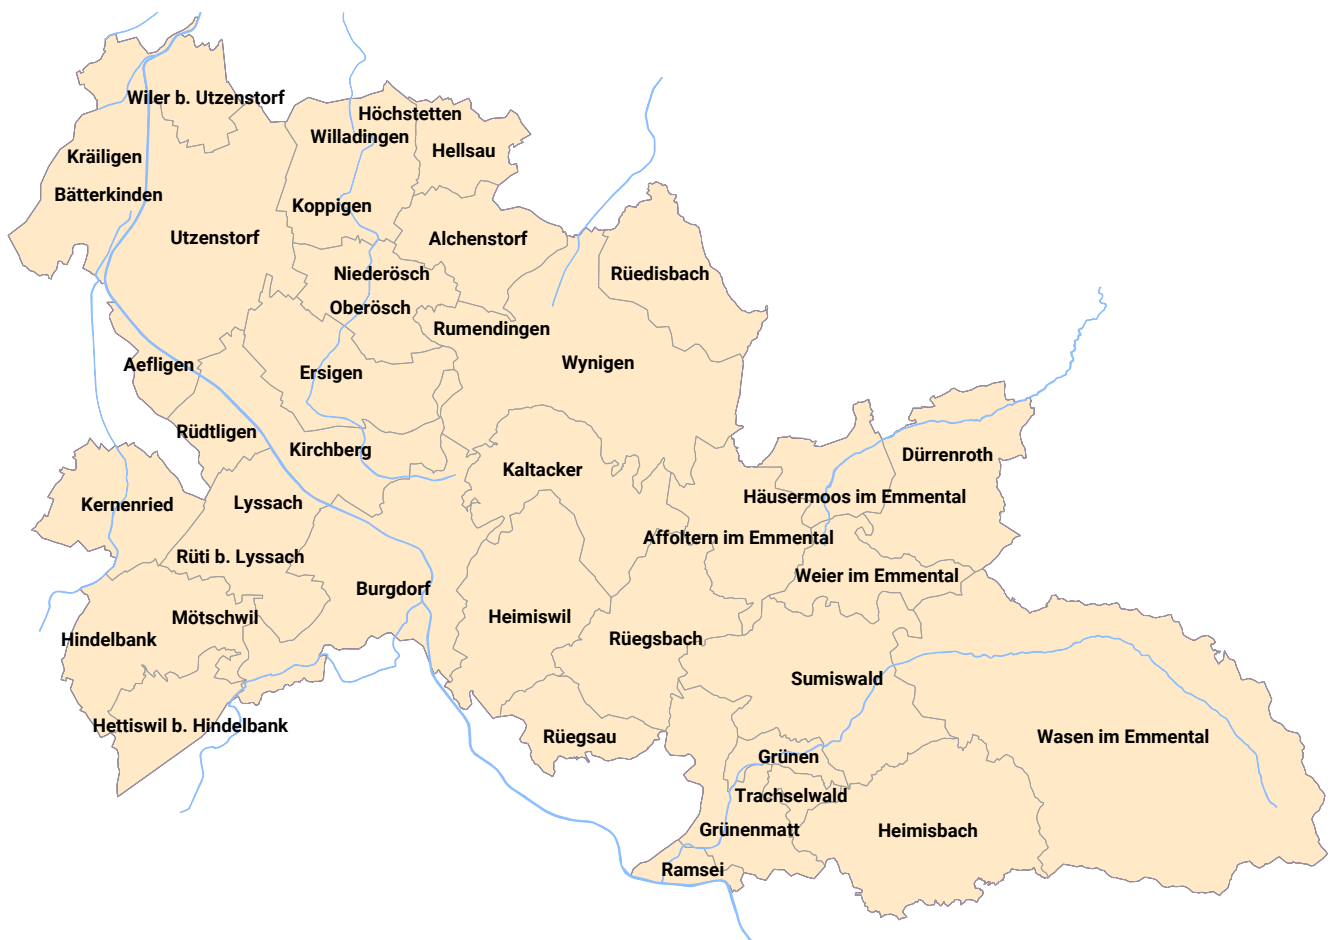 Wiler b. Utzenstorf
Höchstetten
Willadingen
Hellsau
Kräiligen
Bätterkinden
Koppigen
Utzenstorf
Alchenstorf
Niederösch
Rüedisbach
Oberösch
Rumendingen
Wynigen
Aefligen
Ersigen
Rüdtligen
Kirchberg
Dürrenroth
Kaltacker
Häusermoos im Emmental
Kernenried
Lyssach
Affoltern im Emmental
Rüti b. Lyssach
Weier im Emmental
Burgdorf
Mötschwil
Heimiswil
Hindelbank
Rüegsbach
Sumiswald
Hettiswil b. Hindelbank
Rüegsau
Wasen im Emmental
Grünen
Trachselwald
Grünenmatt
Heimisbach
Ramsei